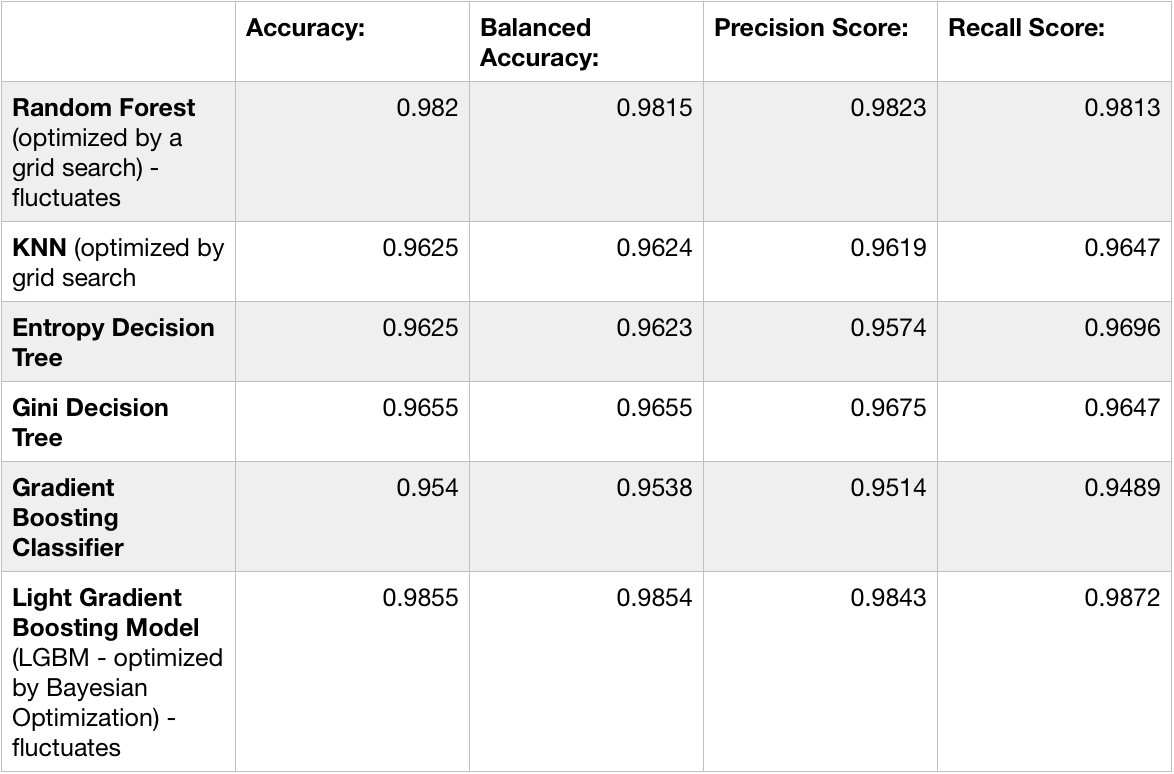 Accuracy:
Balanced
Accuracy:
Precision Score:
Recall Score:
Random Forest
(optimized by a
grid search) -
fluctuates
0.982
0.9815
0.9823
0.9813
KNN (optimized by
grid search
0.9625
0.9624
0.9619
0.9647
Entropy Decision
Tree
0.9625
0.9623
0.9574
0.9696
Gini Decision
Tree
0.9655
0.9655
0.9675
0.9647
Gradient
Boosting
Classifier
0.954
0.9538
0.9514
0.9489
Light Gradient
Boosting Model
(LGBM - optimized
by Bayesian
Optimization) -
fluctuates
0.9855
0.9854
0.9843
0.9872